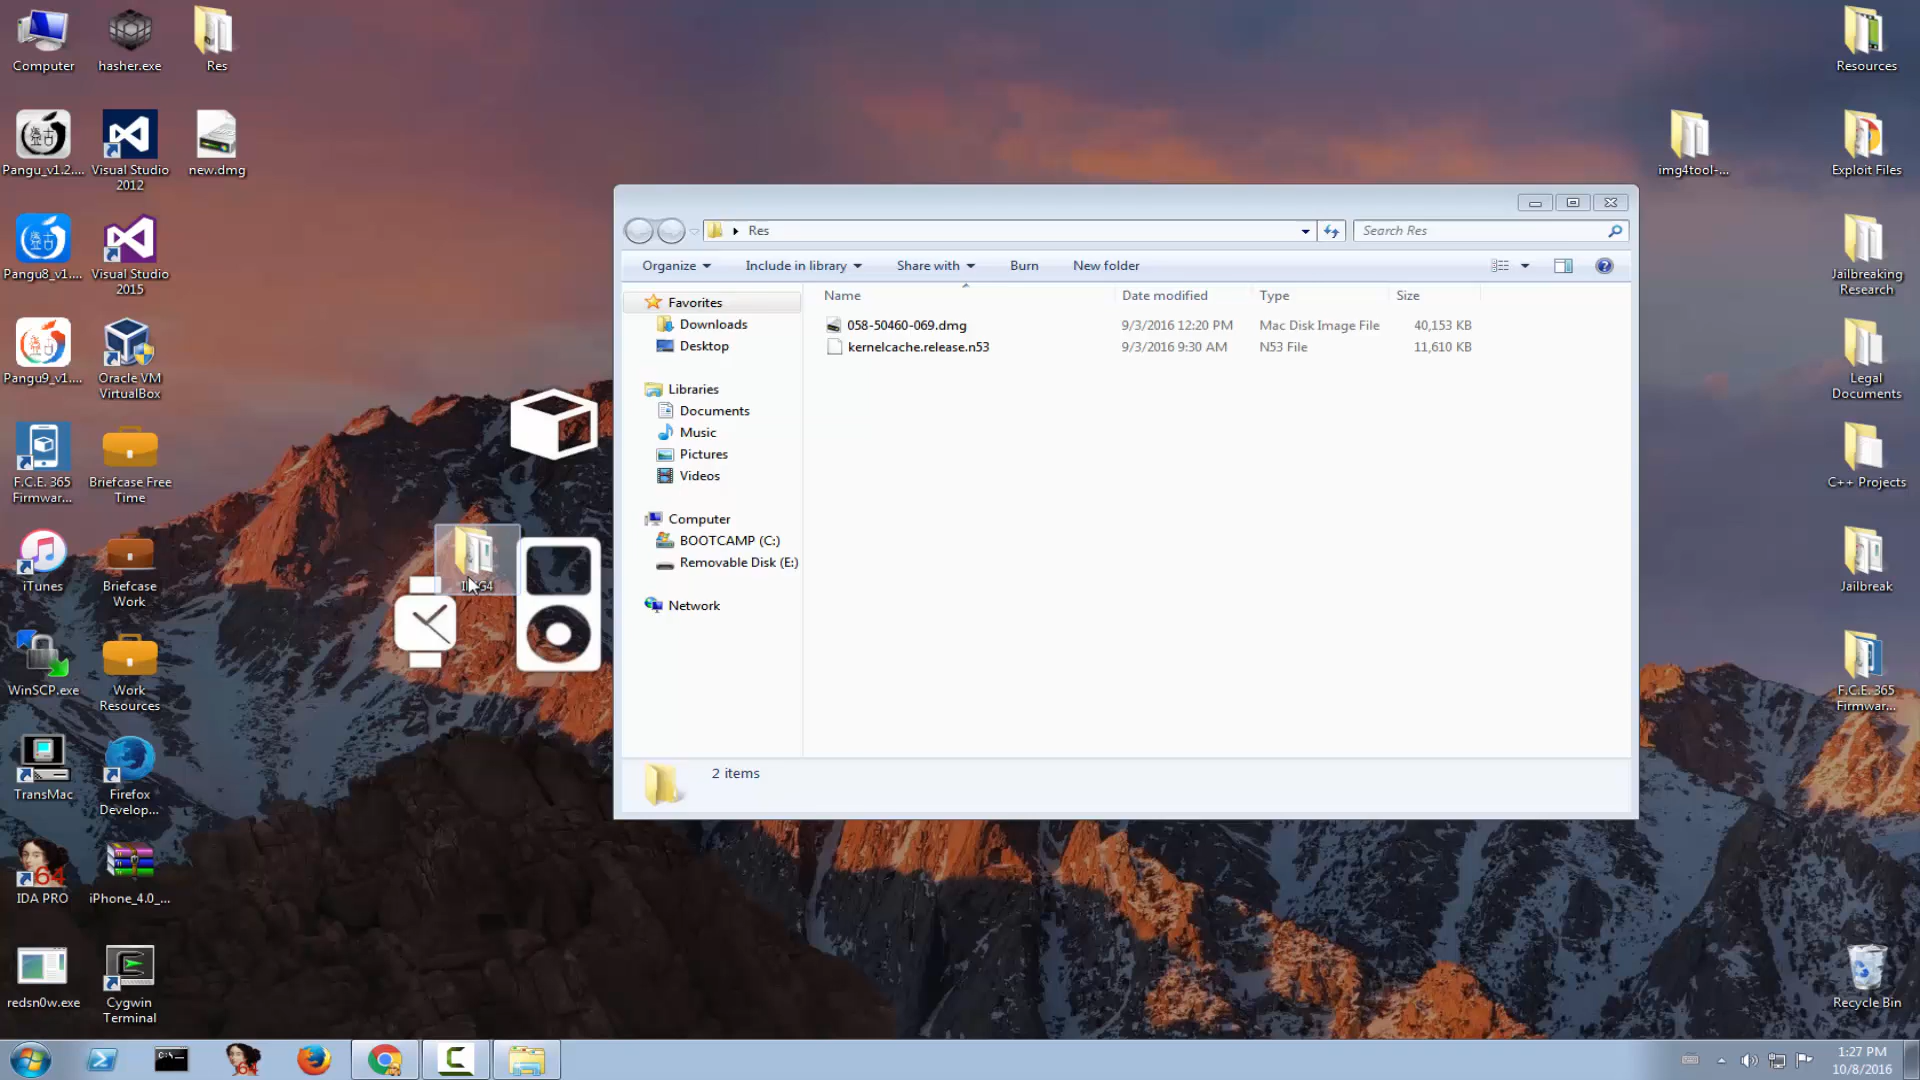 Computer
hasher.exe
Res
Resources
Pangu_v1.2....
Visual Studio
2012
new.dmg
img4tool-...
Exploit Files
Pangu8_v1....
Visual Studio
2015
Jailbreaking
Research
Pangu9_v1....
Oracle VM
VirtualBox
Legal
Documents
F.C.E. 365
Firmwar...
Briefcase Free
Time
C++ Projects
iTunes
Briefcase
Work
Jailbreak
WinSCP.exe
Work
Resources
F.C.E. 365
Firmwar...
TransMac
Firefox
Develop...
64
IDA PRO
iPhone_4.0_...
redsn0w.exe
Cygwin
Terminal
Recycle Bin
Res
Search Res
Organize
Include in library
Share with
Burn
New folder
Name
Date modified
Type
Size
058-50460-069.dmg
9/3/2016 12:20 PM
Mac Disk Image File
40,153 KB
kernelcache.release.n53
9/3/2016 9:30 AM
N53 File
11,610 KB
Favorites
Downloads
Desktop
Libraries
Documents
Music
Pictures
Videos
Computer
BOOTCAMP (C:)
Removable Disk (E:)
Network
2 items
C:\
64
1:27 PM
10/8/2016